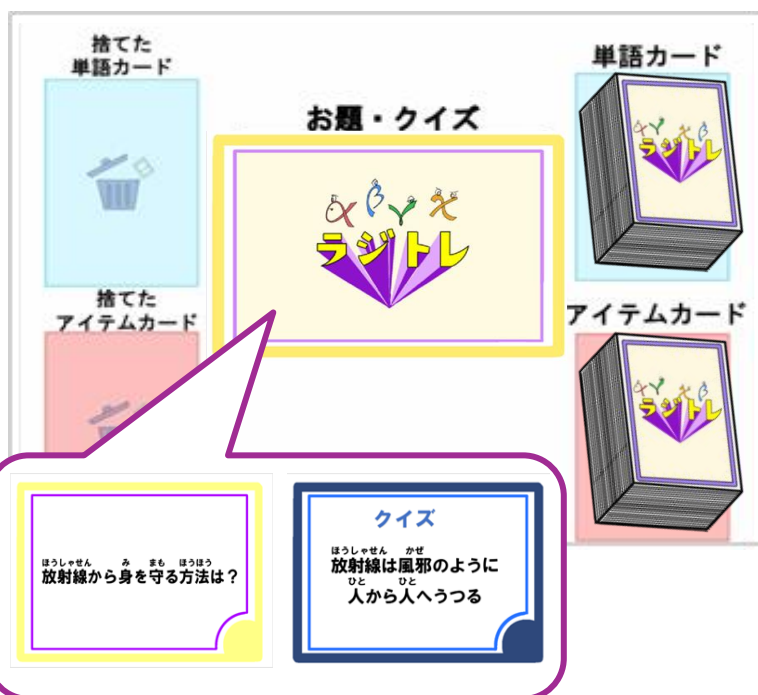 捨てた
単語カード
お題・クイズ
単語カード
αβγχ
ラジトレ
αγχβ
ラジトレ
捨てた
アイテムカード
アイテムカード
αγχβ
ラジトレ
ほうしゃせん み まも ほうほう
放射線から身を守る方法は？
クイズ
ほうしゃせん かぜ
放射線は風邪のように
ひと ひと
人から人へうつる